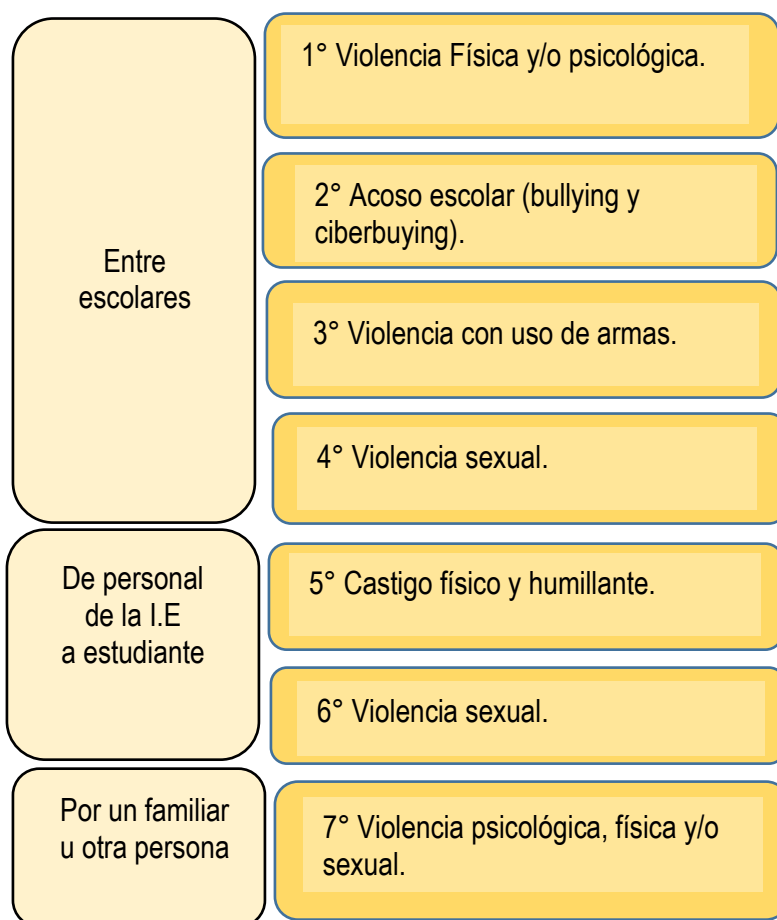 Entre
escolares
1° Violencia Física y/o psicológica.
2° Acoso escolar (bullying y
ciberbuying).
3° Violencia con uso de armas.
4° Violencia sexual.
De personal
de la I.E
a estudiante
5° Castigo físico y humillante.
6° Violencia sexual.
Por un familiar
u otra persona
7° Violencia psicológica, física y/o
sexual.